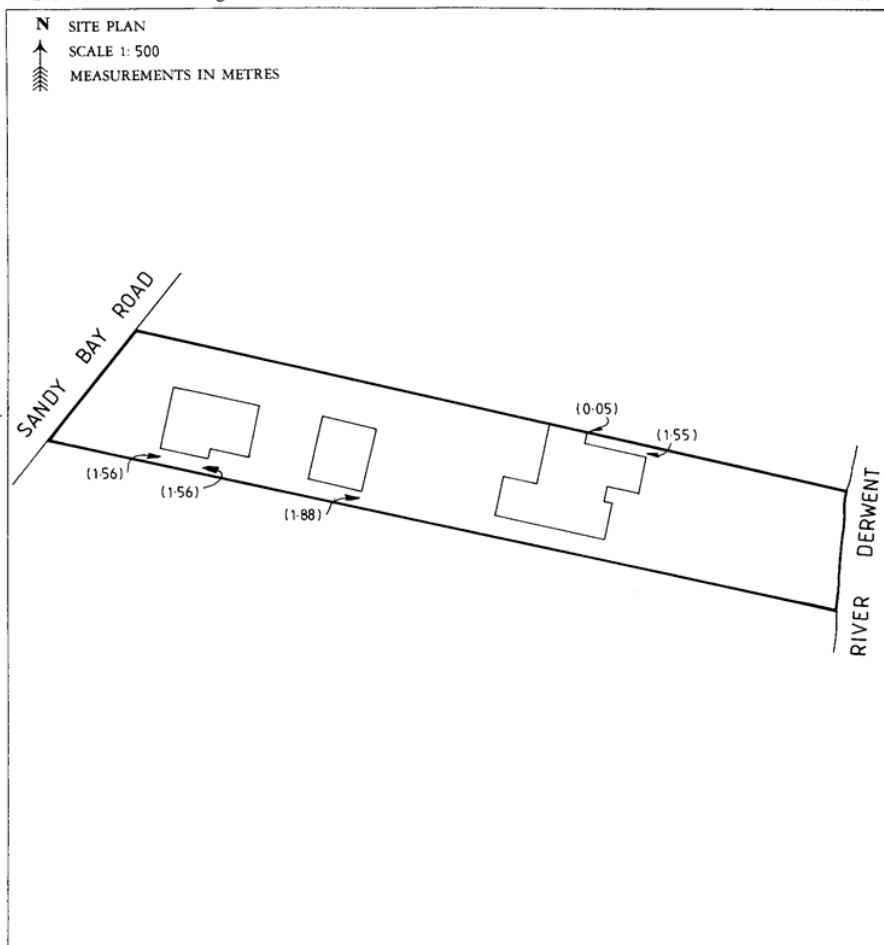 N SITE PLAN
SCALE 1: 500
MEASUREMENTS IN METRES
SANDY BAY ROAD
(0·05)
(1·55)
(1·56)
(1·56)
(1·88)
RIVER DERWENT